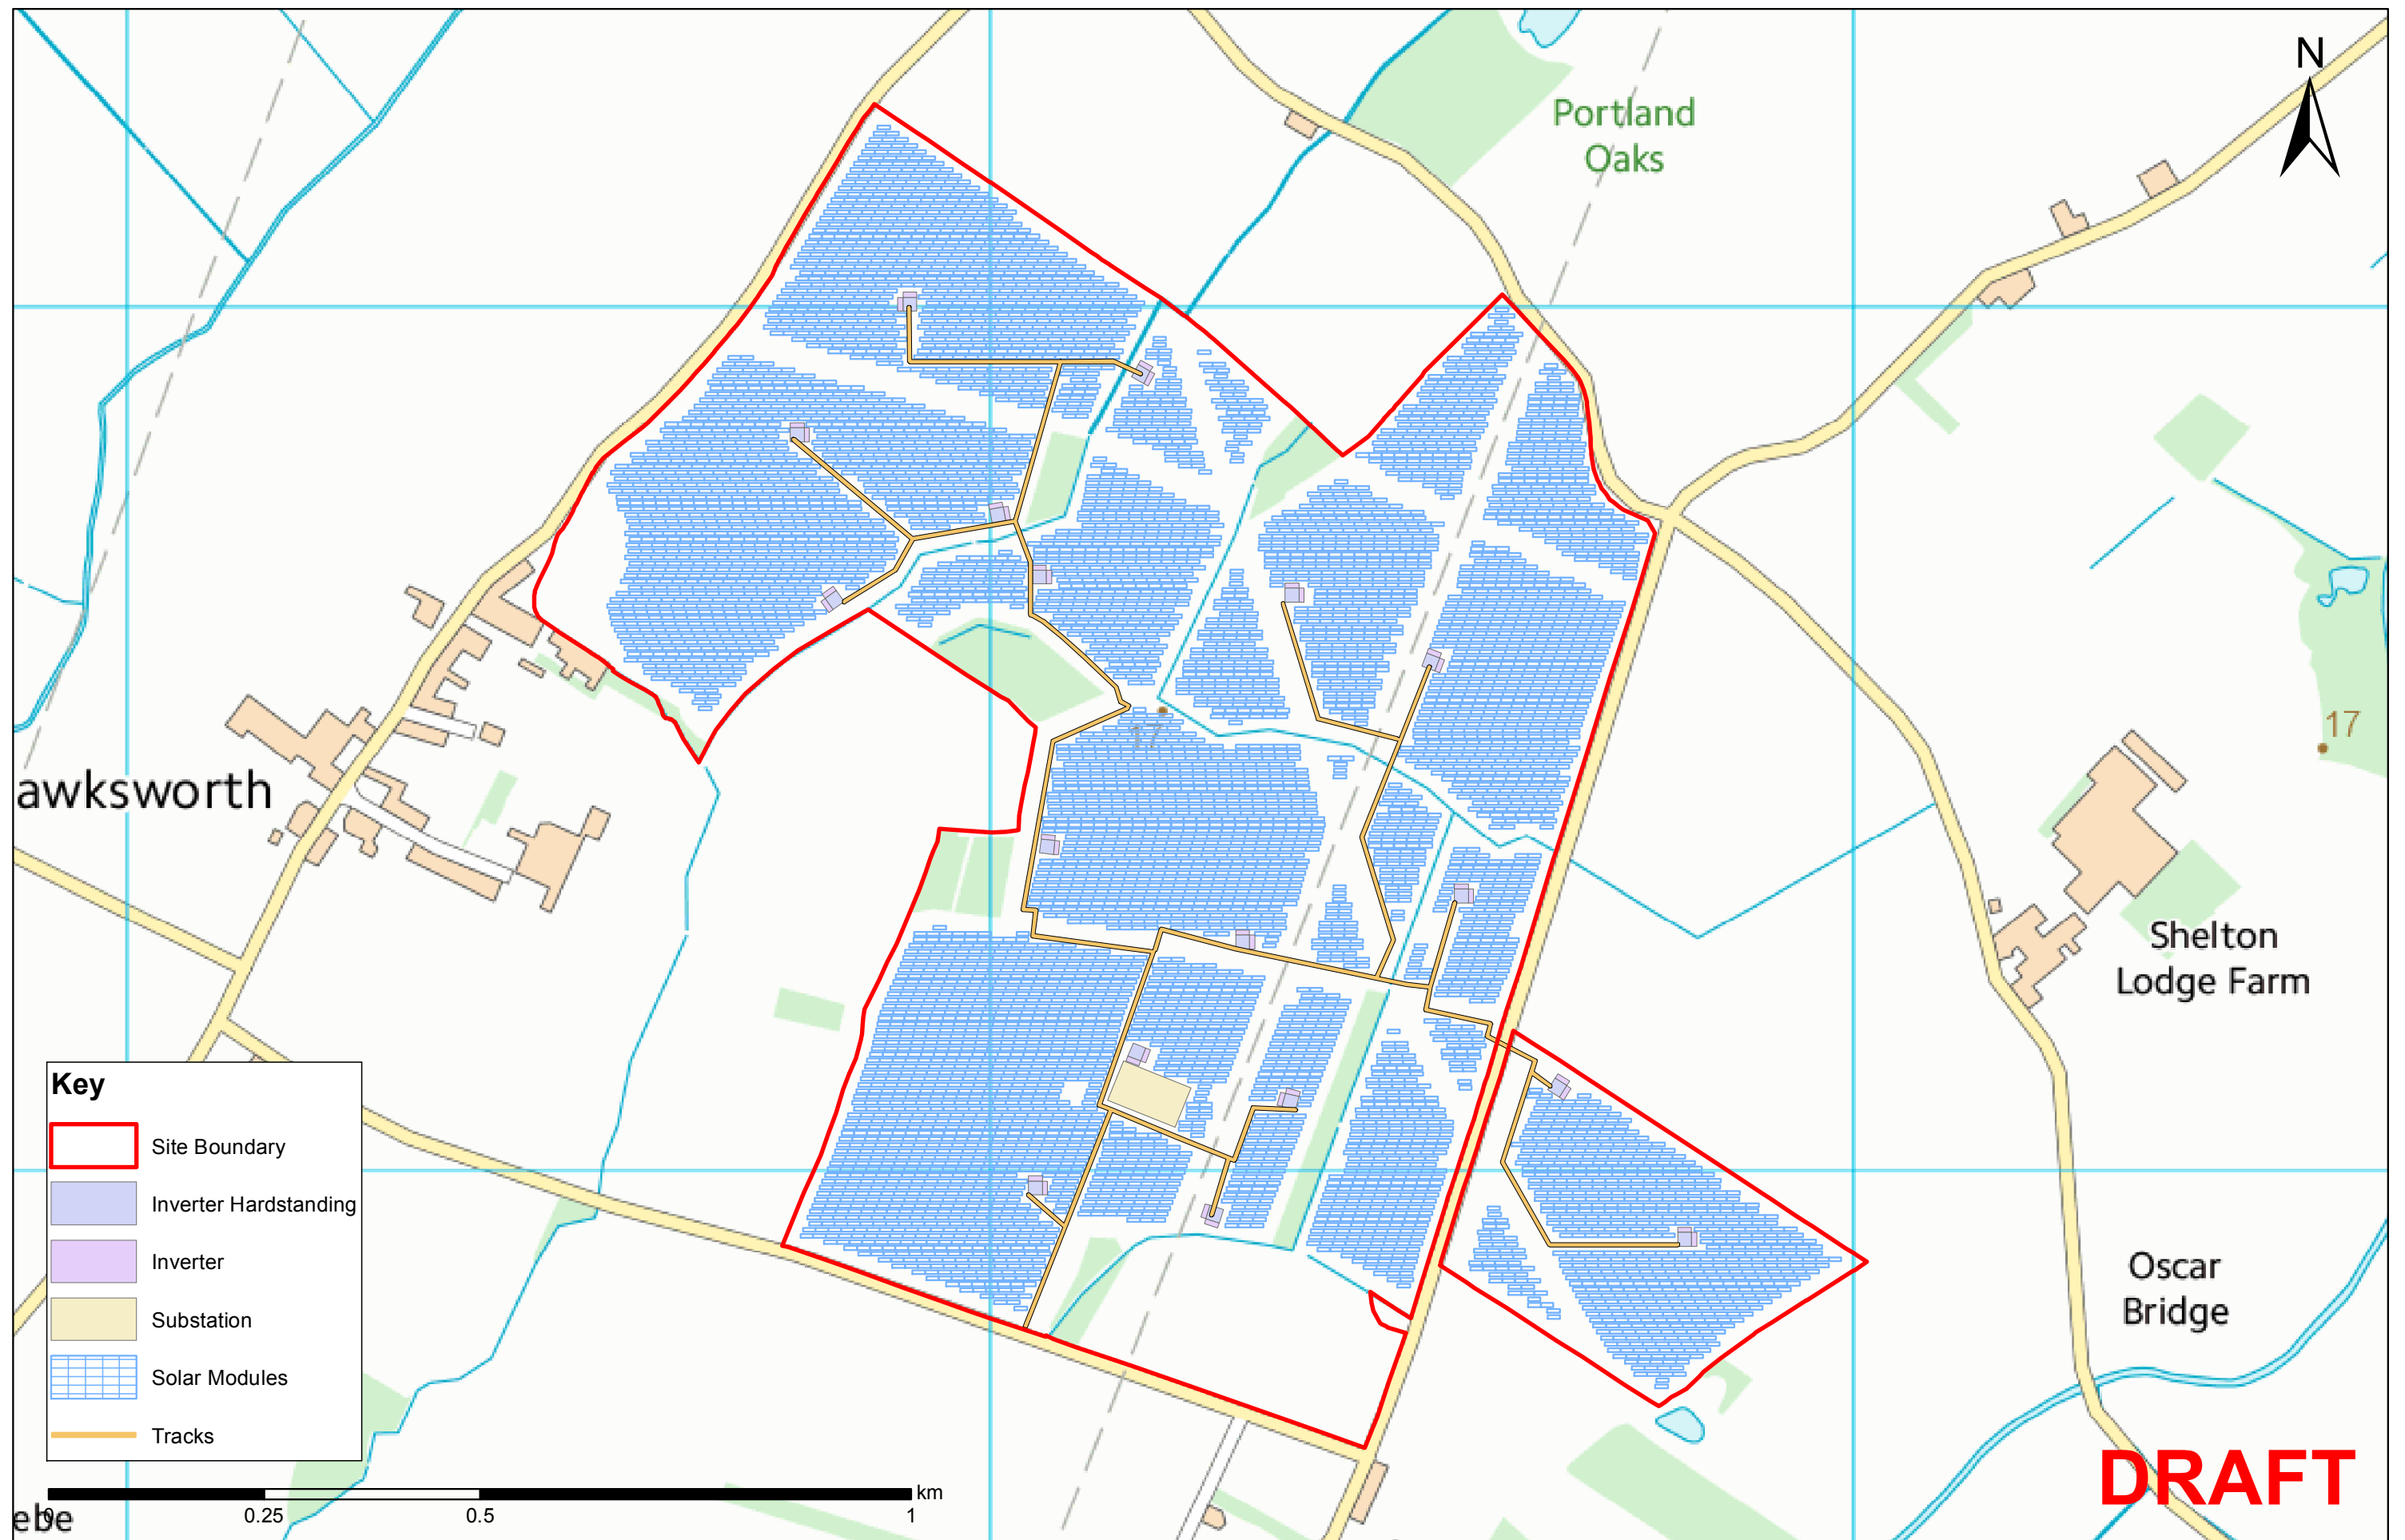 N
Portland
Oaks
17
17
awksworth
Shelton
Lodge Farm
Key
Site Boundary
Inverter Hardstanding
Inverter
Substation
Solar Modules
Tracks
Oscar
Bridge
DRAFT
km
0
0.25
0.5
1
ebe